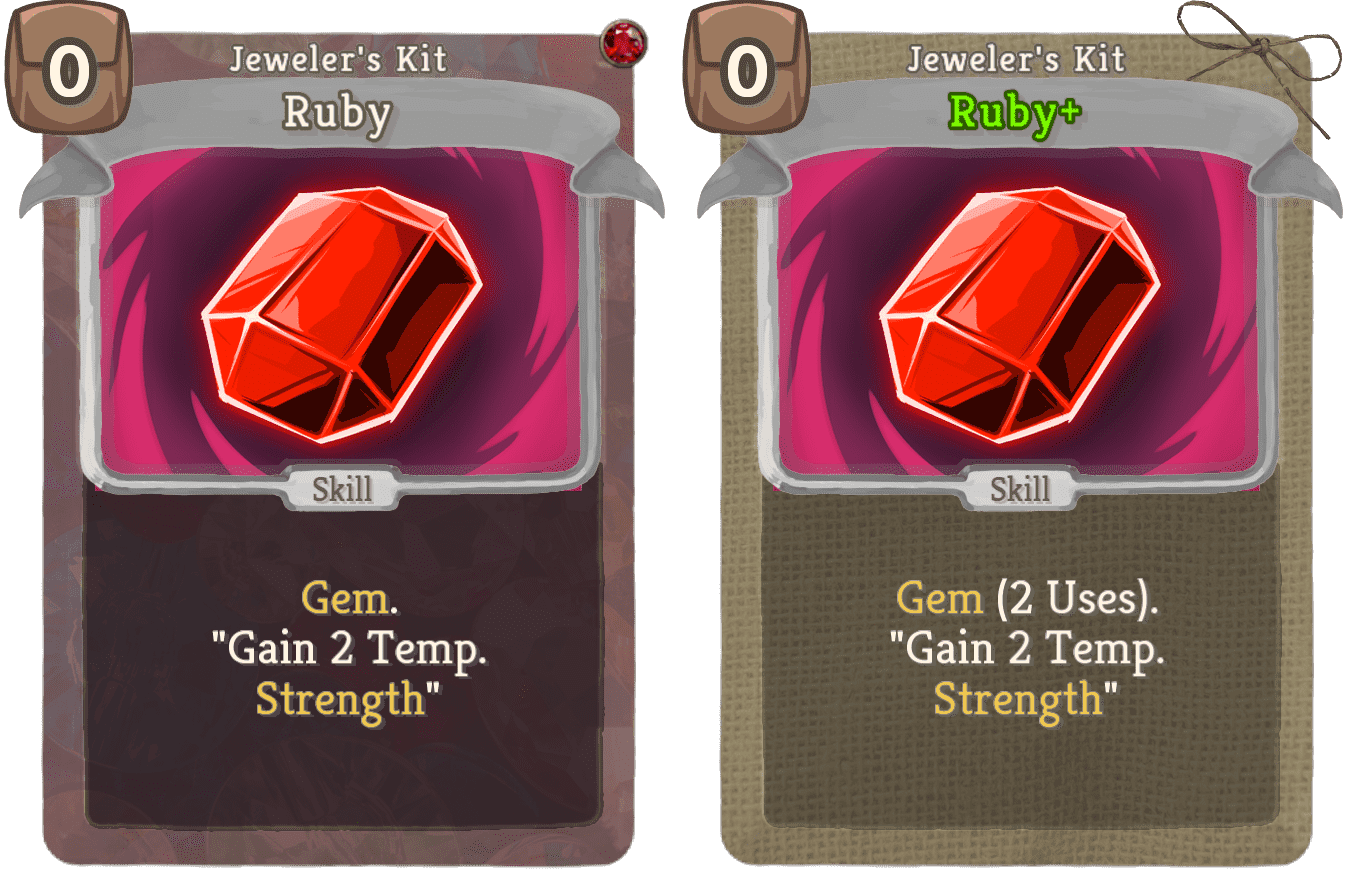 0
Jeweler's Kit
Ruby
Skill
Gem.
"Gain 2 Temp.
Strength"
0
Jeweler's Kit
Ruby+
Skill
Gem (2 Uses).
"Gain 2 Temp.
Strength"